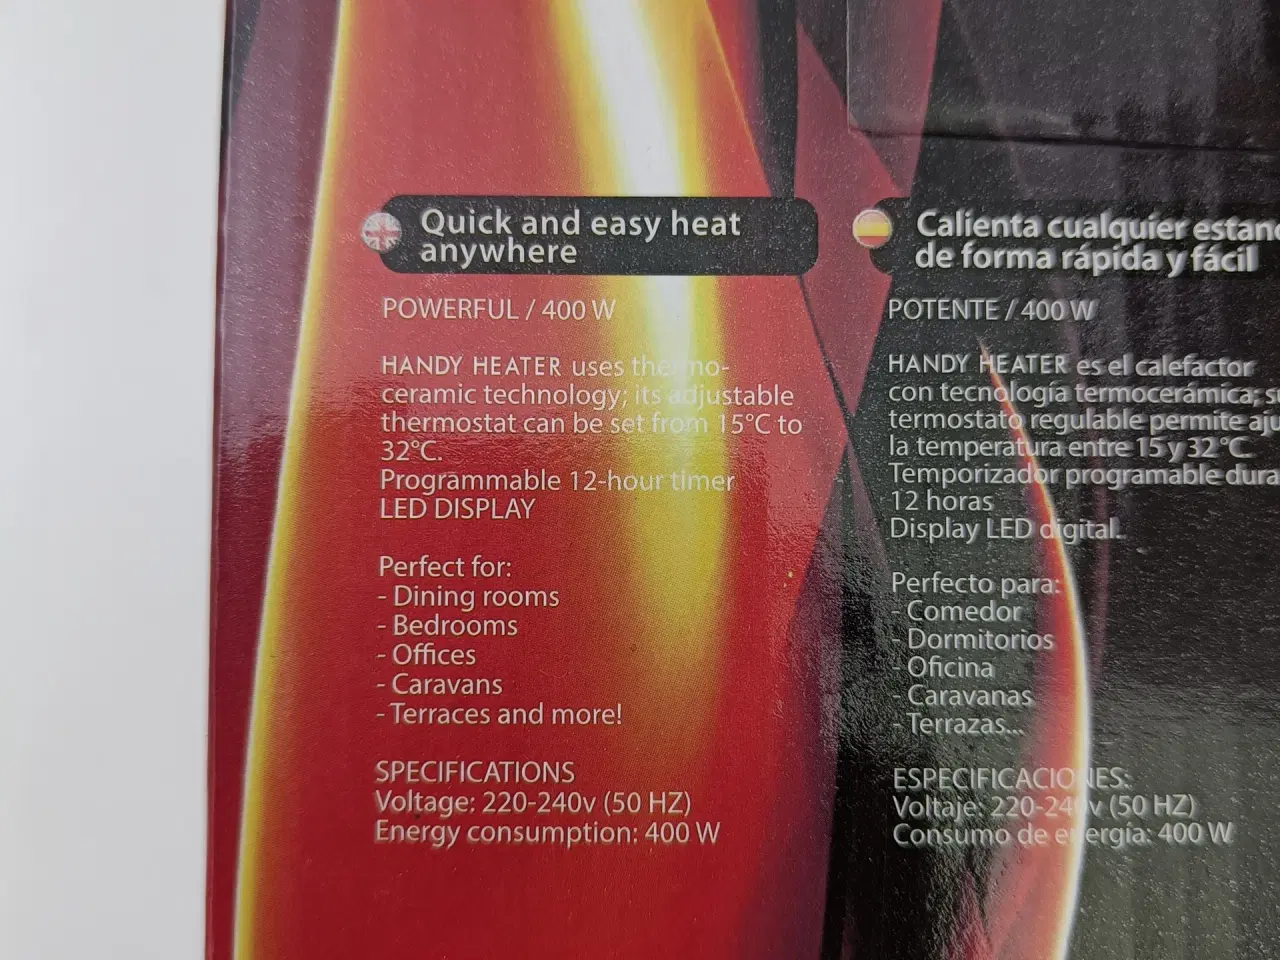 Quick and easy heat
anywhere
POWERFUL / 400 W
HANDY HEATER uses thermo-
ceramic technology; its adjustable
thermostat can be set from 15°C to
32°C.
Programmable 12-hour timer
LED DISPLAY
Perfect for:
- Dining rooms
- Bedrooms
- Offices
- Caravans
- Terraces and more!
SPECIFICATIONS
Voltage: 220-240v (50 HZ)
Energy consumption: 400 W
Calienta cualquier
de forma rápida y fácil
POTENTE / 400 W
HANDY HEATER es el calefactor
con tecnología termocerámica;
termostato regulable permite
la temperatura entre 15 y 32°C.
Temporizador programable
12 horas
Display LED digital.
Perfecto para:
- Comedor
- Dormitorios
- Oficina
- Caravanas
- Terrazas...
ESPECIFICACIONES:
Voltaje: 220-240v (50 HZ)
Consumo de energía: 400 W